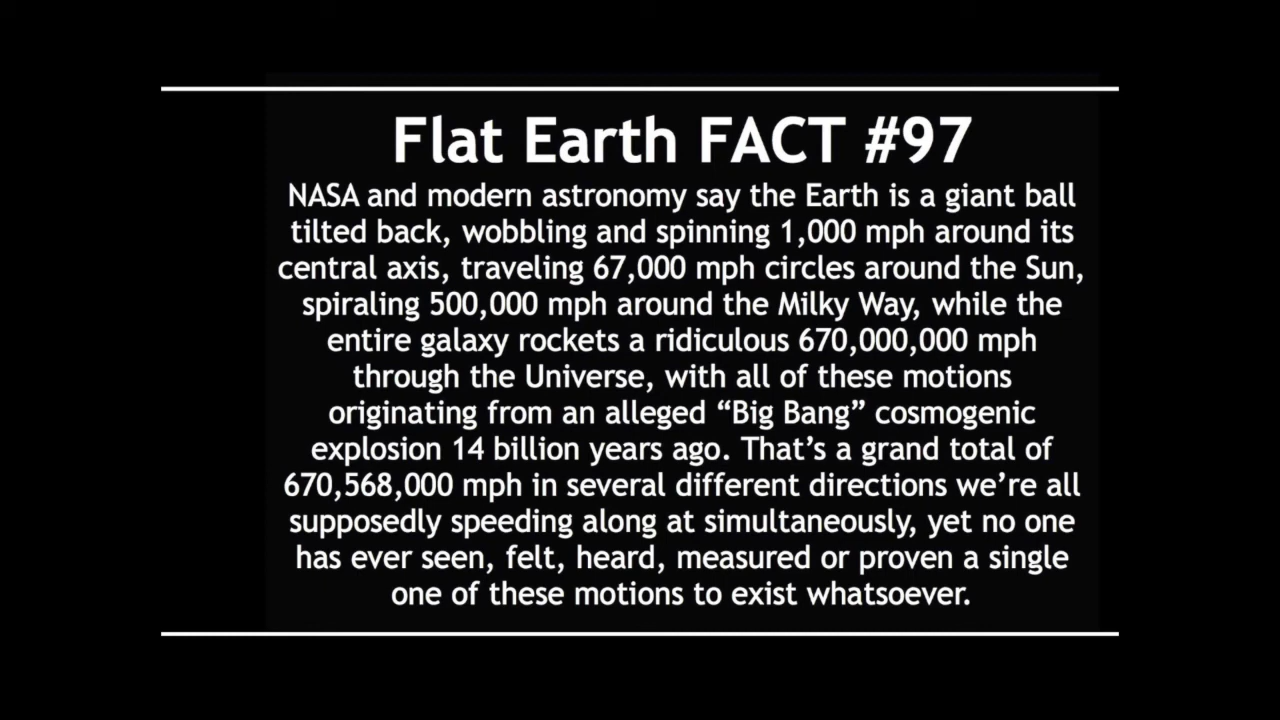 Flat Earth FACT #97
NASA and modern astronomy say the Earth is a giant ball
tilted back, wobbling and spinning 1,000 mph around its
central axis, traveling 67,000 mph circles around the Sun,
spiraling 500,000 mph around the Milky Way, while the
entire galaxy rockets a ridiculous 670,000,000 mph
through the Universe, with all of these motions
originating from an alleged “Big Bang” cosmogenic
explosion 14 billion years ago. That’s a grand total of
670,568,000 mph in several different directions we’re all
supposedly speeding along at simultaneously, yet no one
has ever seen, felt, heard, measured or proven a single
one of these motions to exist whatsoever.